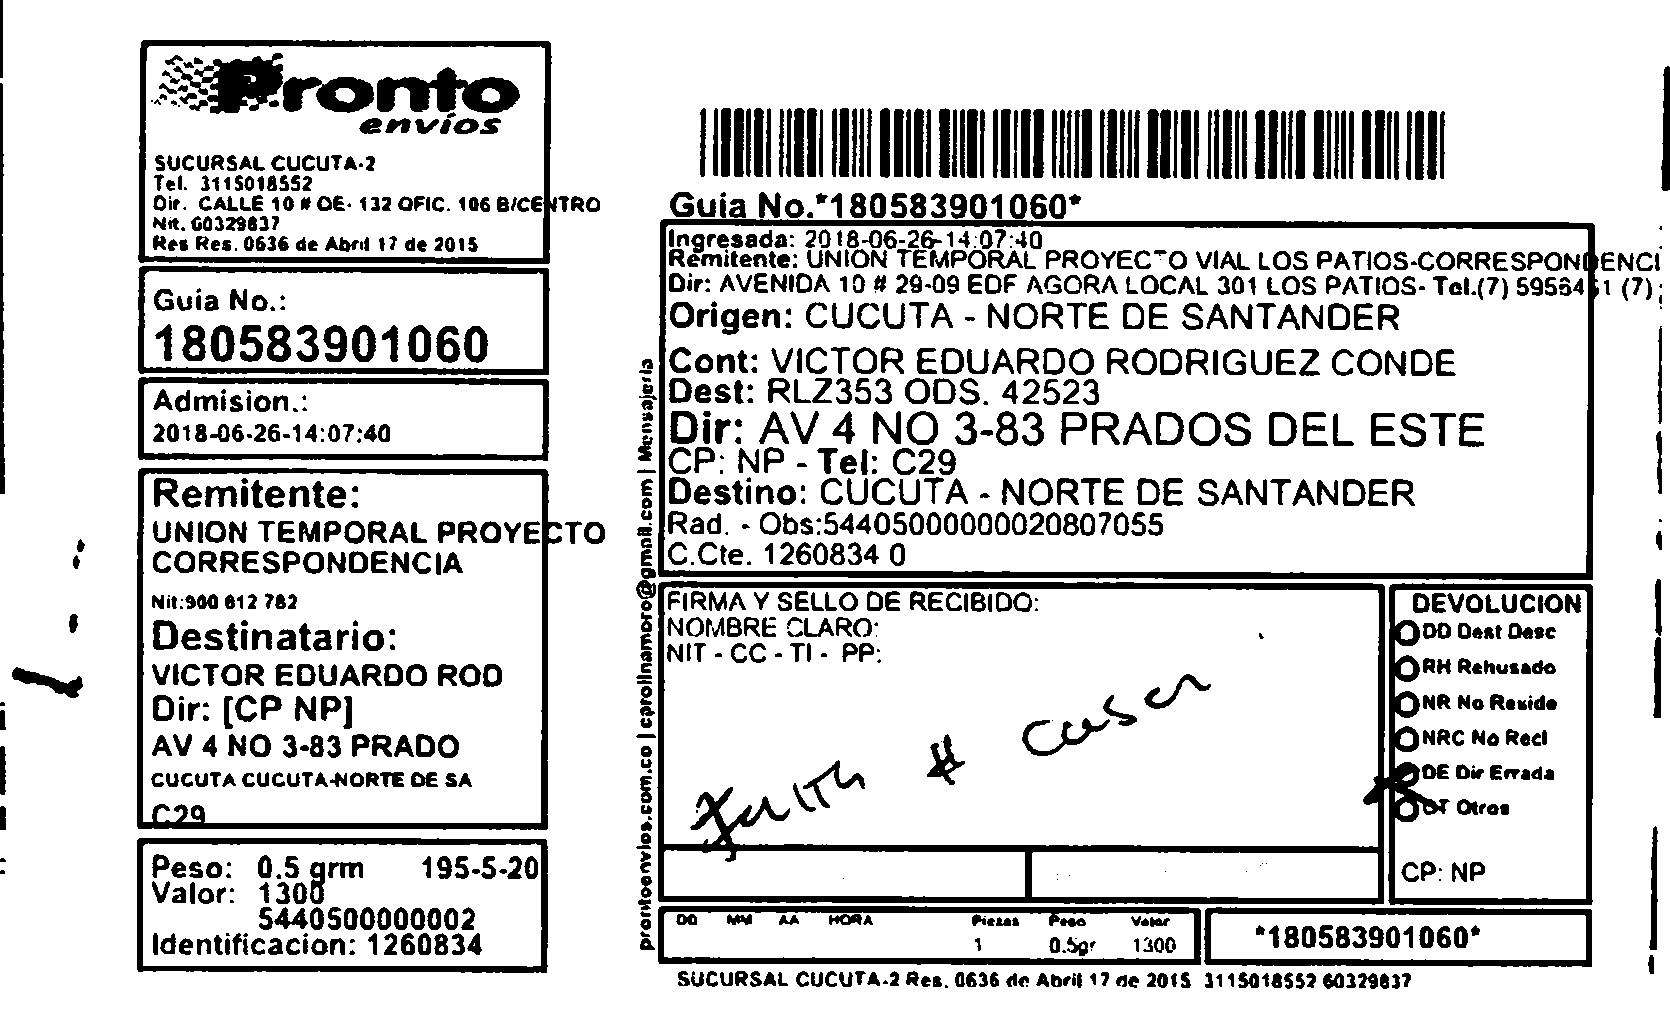 Pronto
envíos
SUCURSAL CUCUTA-2
Tel. 3115018552
Dir. CALLE 10 # OE- 132 OFIC. 106 B/CENTRO
Nit. 60329837
Res Res. 0636 de Abril 17 de 2015
Guia No.:
180583901060
Admision.:
2018-06-26-14:07:40
Remitente:
UNION TEMPORAL PROYECTO
CORRESPONDENCIA
Nit:900 612 782
Destinatario:
VICTOR EDUARDO ROD
Dir: [CP NP]
AV 4 NO 3-83 PRADO
CUCUTA CUCUTA-NORTE DE SA
C29
Peso: 0.5 grm 195-5-20
Valor: 1300
5440500000002
Identificacion: 1260834
prontoenvios.com.co | cprolinamoro@gmail.com | Mensajeria
Guia No.*180583901060*
Ingresada: 2018-06-26-14:07:40
Remitente: UNION TEMPORAL PROYECTO VIAL LOS PATIOS-CORRESPONDENCI
Dir: AVENIDA 10 # 29-09 EDF AGORA LOCAL 301 LOS PATIOS- Tel.(7) 5956451 (7)
Origen: CUCUTA - NORTE DE SANTANDER
Cont: VICTOR EDUARDO RODRIGUEZ CONDE
Dest: RLZ353 ODS. 42523
Dir: AV 4 NO 3-83 PRADOS DEL ESTE
CP: NP - Tel: C29
Destino: CUCUTA - NORTE DE SANTANDER
Rad. - Obs:54405000000020807055
C.Cte. 1260834 0
FIRMA Y SELLO DE RECIBIDO:
NOMBRE CLARO:
NIT - CC - TI - PP:
# casa
DEVOLUCION
DD Dest Desc
RH Rehusado
NR No Reside
NRC No Recl
DE Dir Errada
OT Otros
CP: NP
DD MM AA HORA Piezas Peso Valor
1 0.5gr 1300
*180583901060*
SUCURSAL CUCUTA-2 Res. 0636 de Abril 17 de 2015 3115018552 60329837